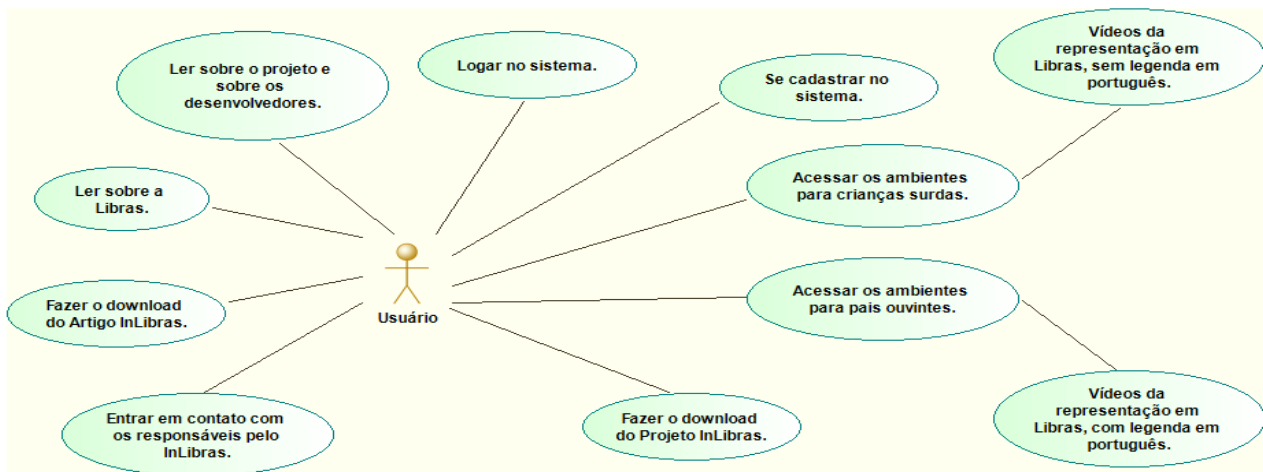 Ler sobre o projeto e
sobre os
desenvolvedores.
Logar no sistema.
Se cadastrar no
sistema.
Vídeos da
representação em
Libras, sem legenda em
português.
Ler sobre a
Libras.
Acessar os ambientes
para crianças surdas.
Fazer o download
do Artigo InLibras.
Usuário
Acessar os ambientes
para pais ouvintes.
Entrar em contato com
os responsáveis pelo
InLibras.
Fazer o download
do Projeto InLibras.
Vídeos da
representação em
Libras, com legenda em
português.